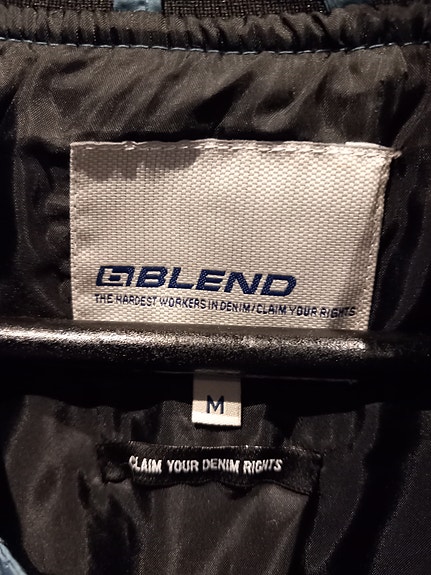 BLEND
THE HARDEST WORKERS IN DENIM/CLAIM YOUR RIGHTS
M
CLAIM YOUR DENIM RIGHTS